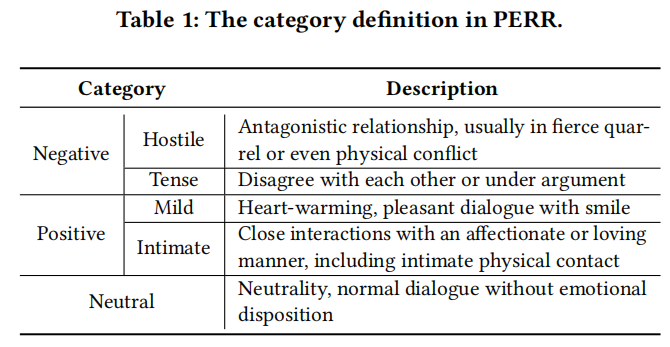 Table 1: The category definition in PERR.
Category Description
Negative
Hostile
Antagonistic relationship, usually in fierce quar-
rel or even physical conflict
Tense
Disagree with each other or under argument
Positive
Mild
Heart-warming, pleasant dialogue with smile
Intimate
Close interactions with an affectionate or loving
manner, including intimate physical contact
Neutral
Neutrality, normal dialogue without emotional
disposition